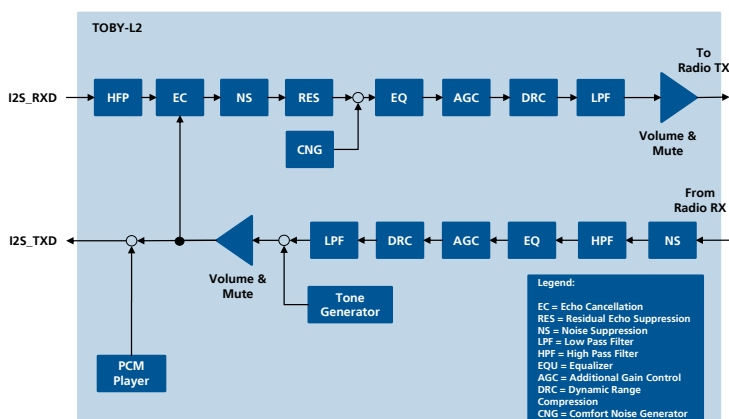 TOBY-L2
To
Radio TX
I2S_RXD
HFP
EC
NS
RES
EQ
AGC
DRC
LPF
CNG
Volume &
Mute
From
Radio RX
I2S_TXD
LPF
DRC
AGC
EQ
HPF
NS
Volume &
Mute
Tone
Generator
PCM
Player
Legend:
EC = Echo Cancellation
RES = Residual Echo Suppression
NS = Noise Suppression
LPF = Low Pass Filter
HPF = High Pass Filter
EQU = Equalizer
AGC = Additional Gain Control
DRC = Dynamic Range
Compression
CNG = Comfort Noise Generator